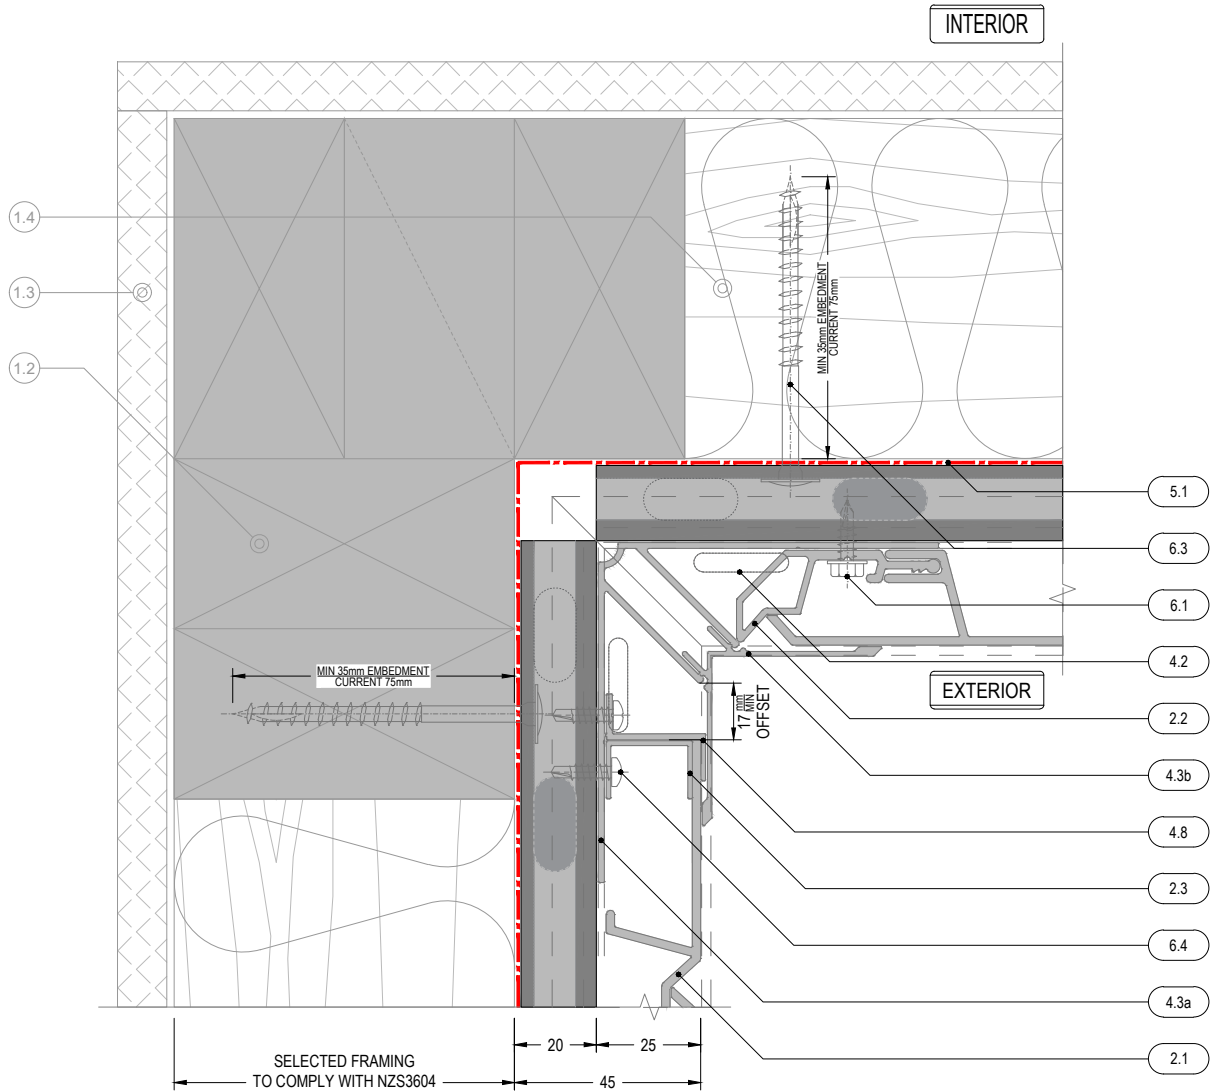 INTERIOR
1.4
1.3
1.2
MIN 35mm EMBEDMENT
CURRENT 75mm
5.1
6.3
6.1
4.2
EXTERIOR
MIN 35mm EMBEDMENT
CURRENT 75mm
17 mm MIN
OFFSET
2.2
4.3b
4.8
2.3
6.4
4.3a
2.1
20
25
SELECTED FRAMING
TO COMPLY WITH NZS3604
45